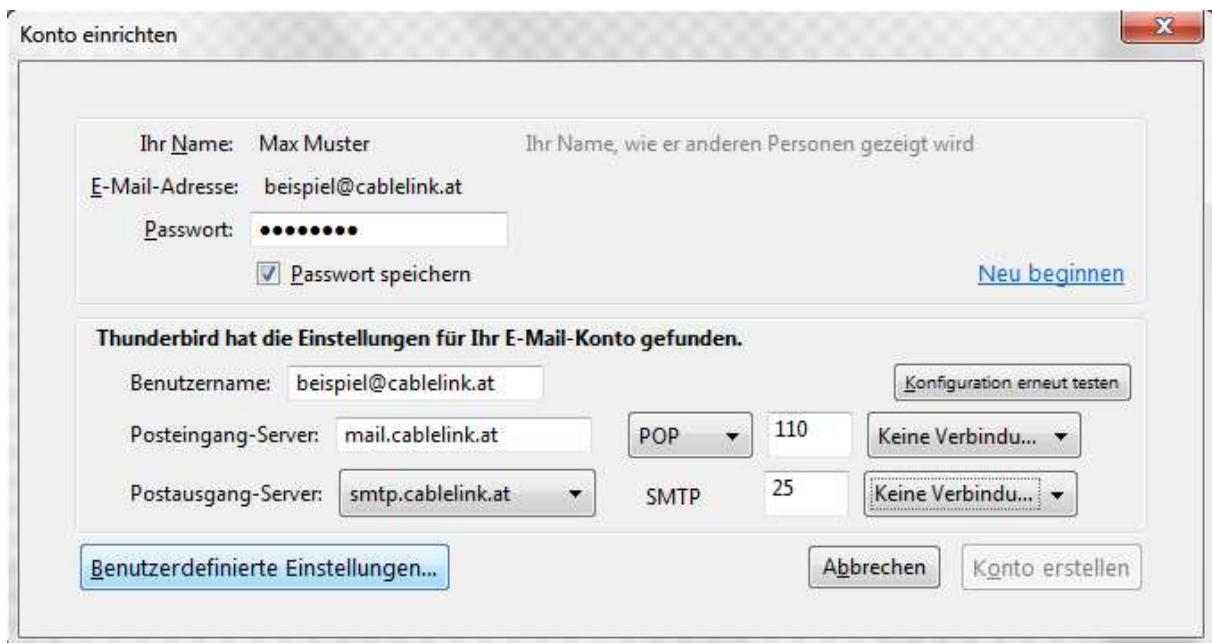 Konto einrichten
Ihr Name: Max Muster Ihr Name, wie er anderen Personen gezeigt wird
E-Mail-Adresse: beispiel@cablelink.at
Passwort: ●●●●●●●●
Passwort speichern Neu beginnen
Thunderbird hat die Einstellungen für Ihr E-Mail-Konto gefunden.
Benutzername: beispiel@cablelink.at Konfiguration erneut testen
Posteingang-Server: mail.cablelink.at POP 110 Keine Verbindu...
Postausgang-Server: smtp.cablelink.at SMTP 25 Keine Verbindu...
Benutzerdefinierte Einstellungen... Abbrechen Konto erstellen